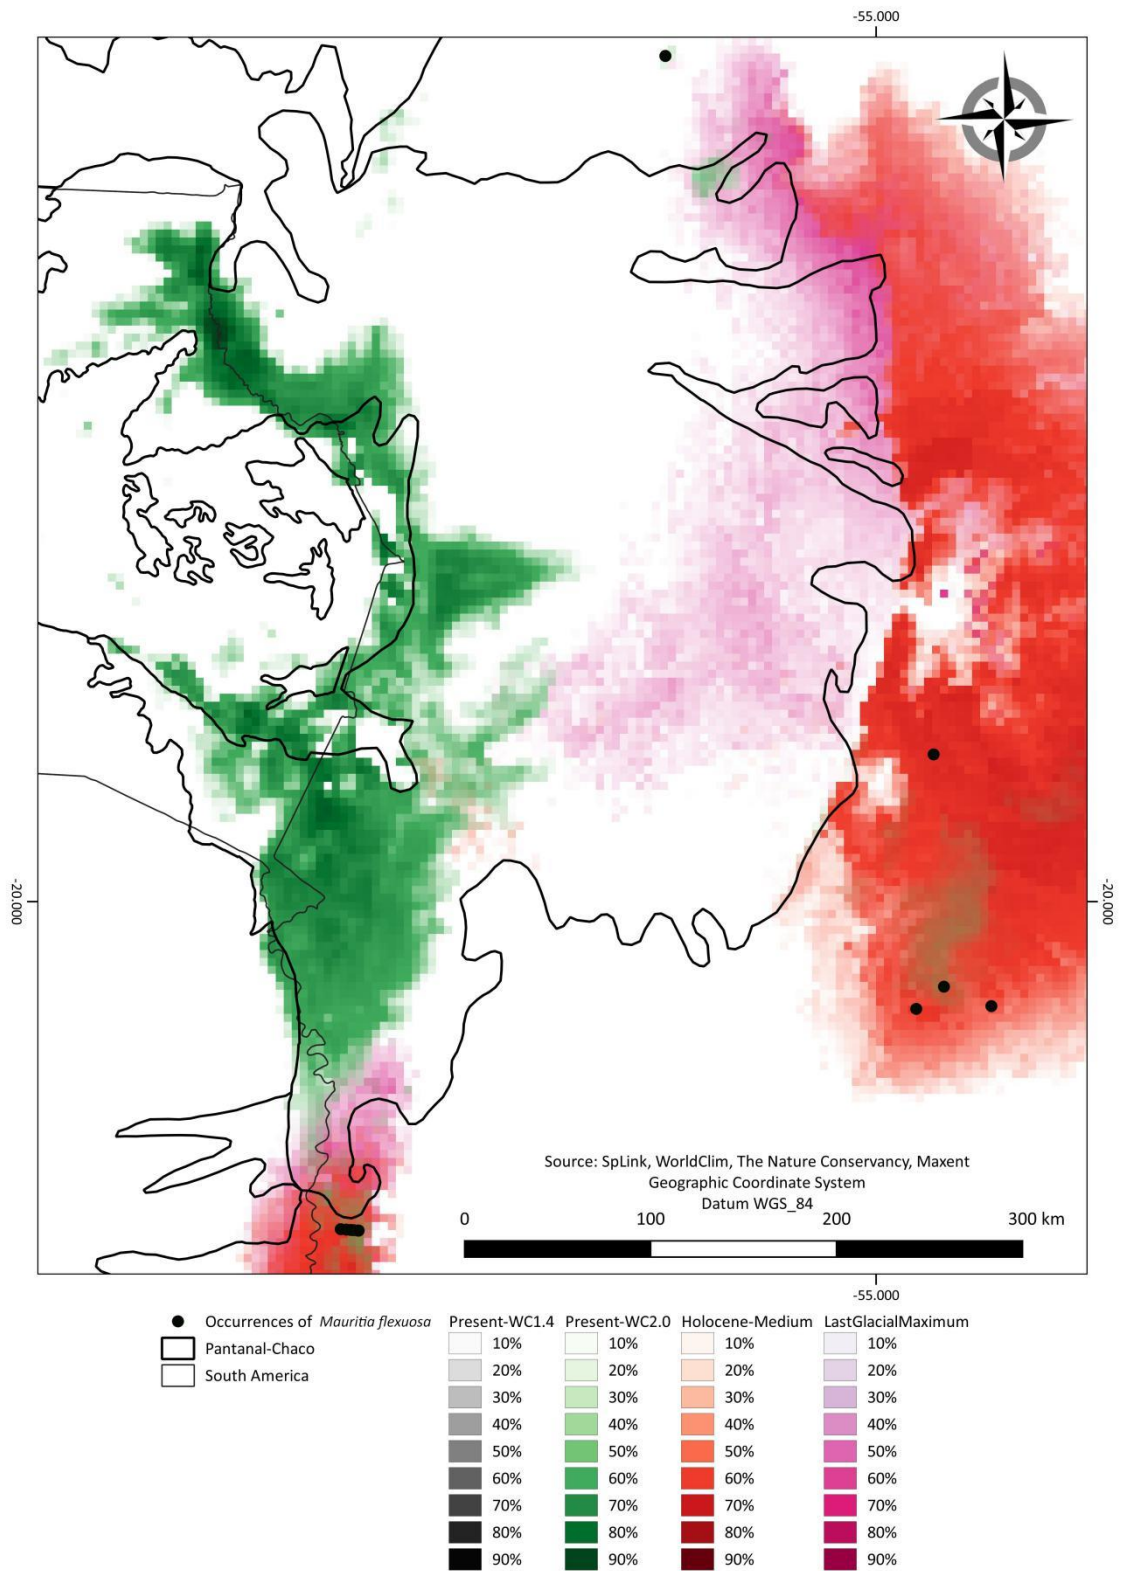 -55.000
-20.000
-20.000
Source: SpLink, WorldClim, The Nature Conservancy, Maxent
Geographic Coordinate System
Datum WGS_84
0 100 200 300 km
-55.000
Occurrences of Mauritia flexuosa
Pantanal-Chaco
South America
Present-WC1.4 Present-WC2.0 Holocene-Medium LastGlacialMaximum
10% 10% 10% 10%
20% 20% 20% 20%
30% 30% 30% 30%
40% 40% 40% 40%
50% 50% 50% 50%
60% 60% 60% 60%
70% 70% 70% 70%
80% 80% 80% 80%
90% 90% 90% 90%